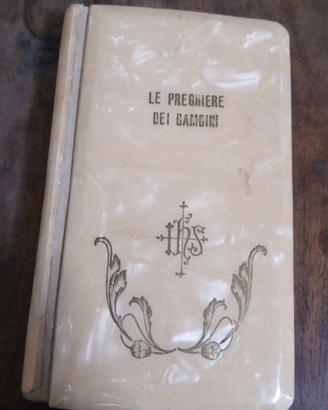 LE PREGHIERE
DEI BAMBINI
IHS